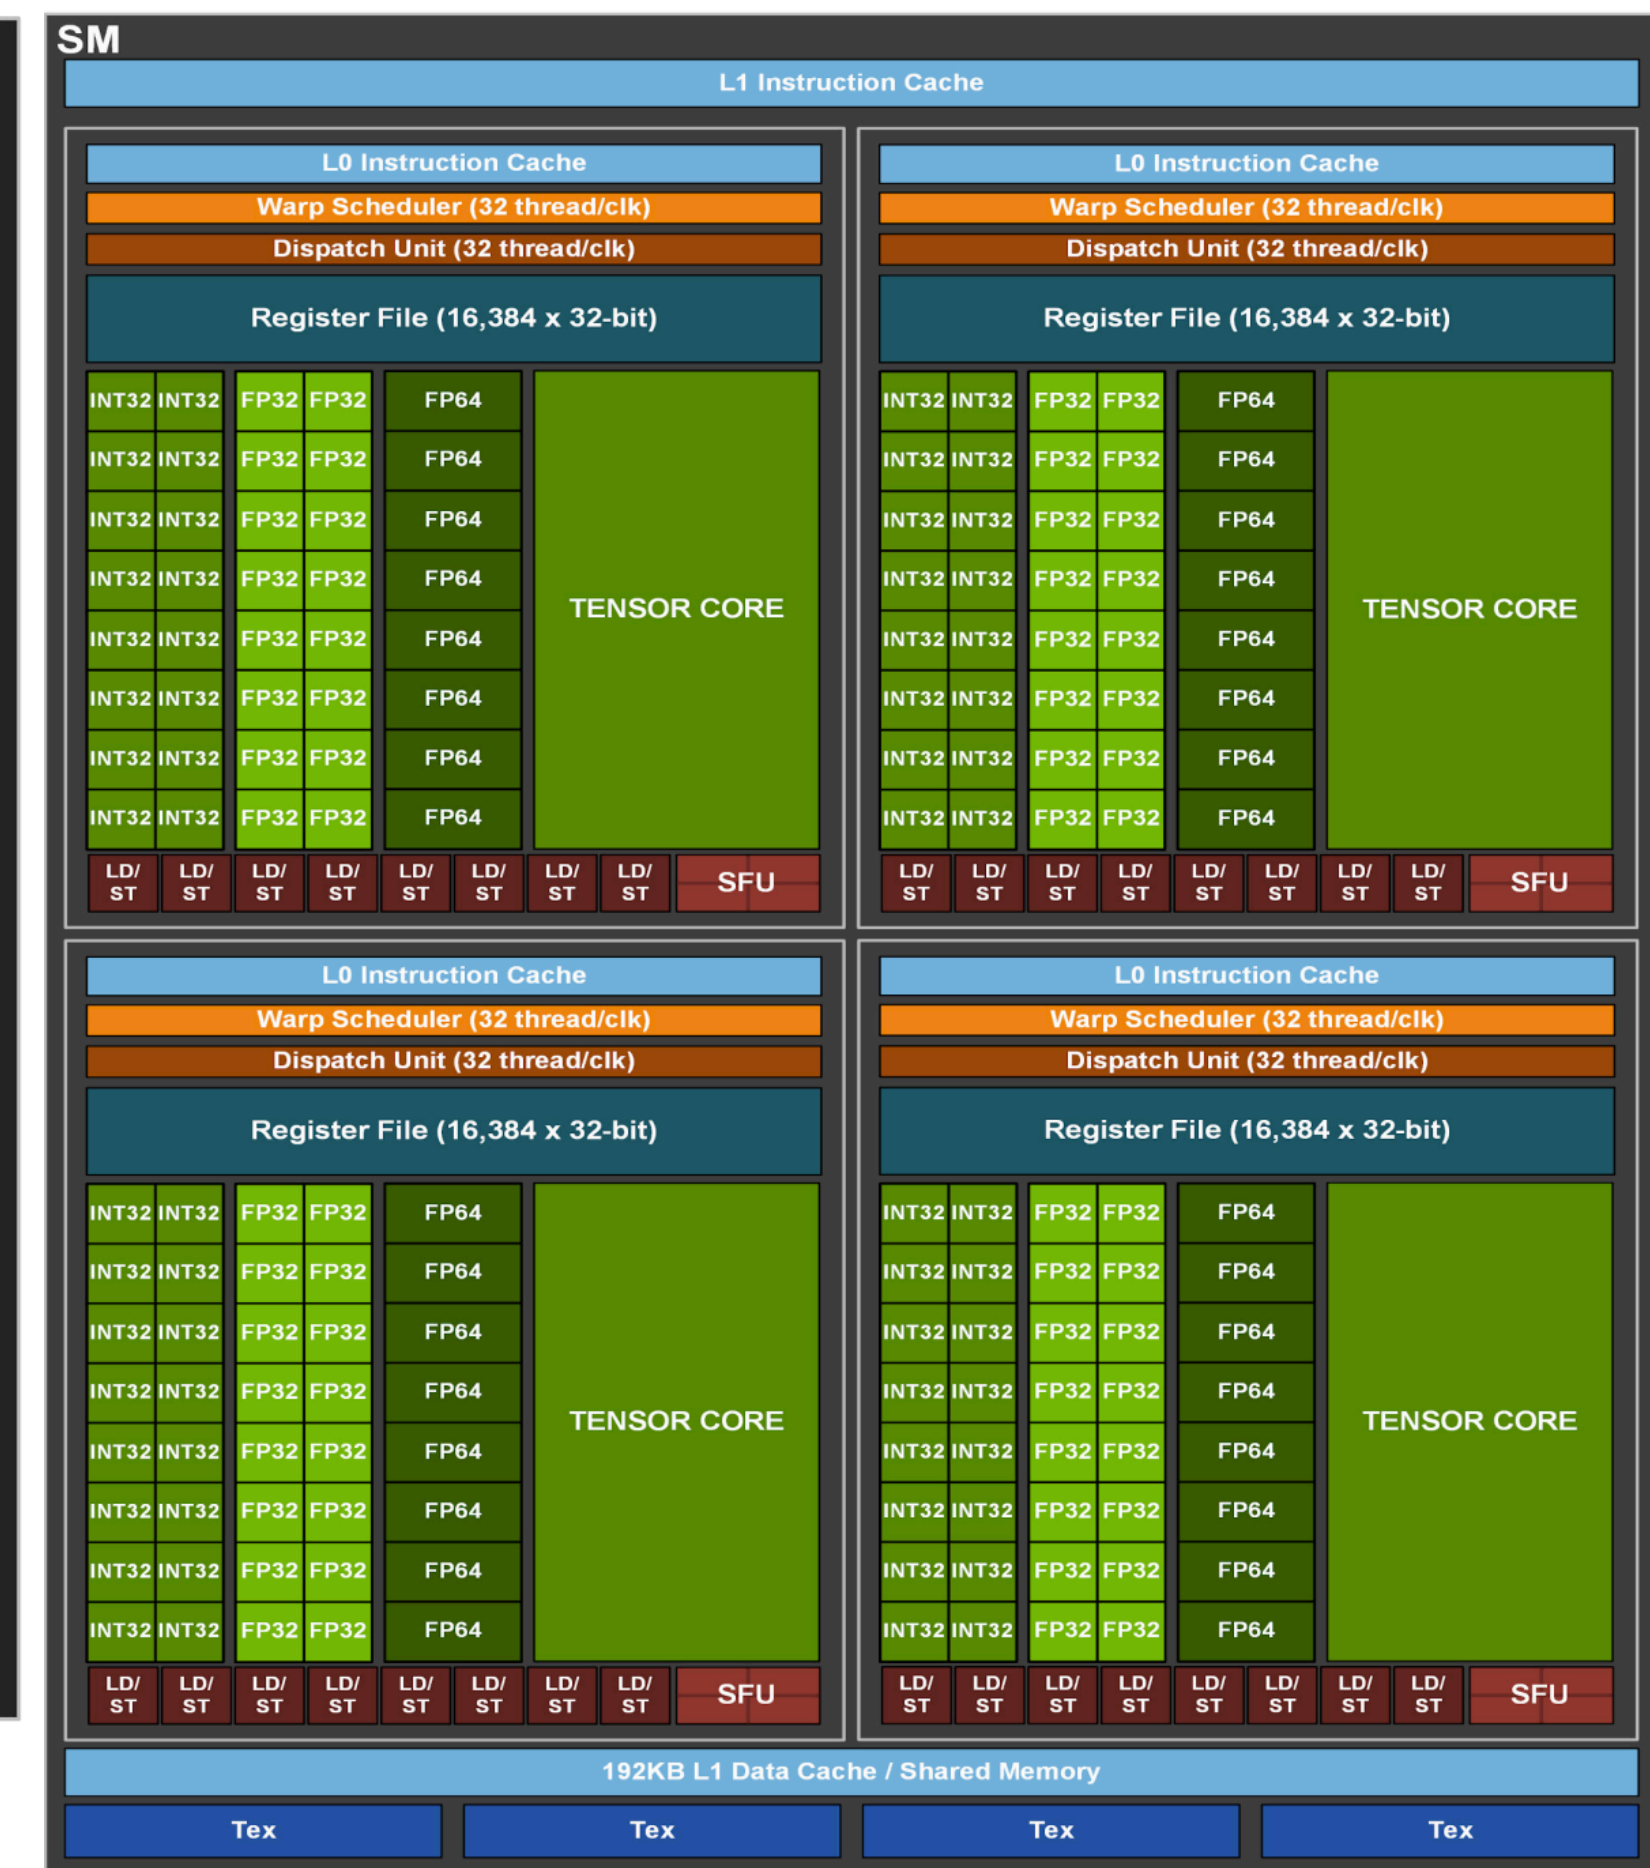 SM
L1 Instruction Cache
L0 Instruction Cache
Warp Scheduler (32 thread/clk)
Dispatch Unit (32 thread/clk)
Register File (16,384 x 32-bit)
INT32 INT32 FP32 FP32 FP64
INT32 INT32 FP32 FP32 FP64
INT32 INT32 FP32 FP32 FP64
INT32 INT32 FP32 FP32 FP64
TENSOR CORE
INT32 INT32 FP32 FP32 FP64
INT32 INT32 FP32 FP32 FP64
INT32 INT32 FP32 FP32 FP64
INT32 INT32 FP32 FP32 FP64
LD/ LD/ LD/ LD/ LD/ LD/ LD/ LD/
ST ST ST ST ST ST ST ST
SFU
L0 Instruction Cache
Warp Scheduler (32 thread/clk)
Dispatch Unit (32 thread/clk)
Register File (16,384 x 32-bit)
INT32 INT32 FP32 FP32 FP64
INT32 INT32 FP32 FP32 FP64
INT32 INT32 FP32 FP32 FP64
INT32 INT32 FP32 FP32 FP64
TENSOR CORE
INT32 INT32 FP32 FP32 FP64
INT32 INT32 FP32 FP32 FP64
INT32 INT32 FP32 FP32 FP64
INT32 INT32 FP32 FP32 FP64
LD/ LD/ LD/ LD/ LD/ LD/ LD/ LD/
ST ST ST ST ST ST ST ST
SFU
L0 Instruction Cache
Warp Scheduler (32 thread/clk)
Dispatch Unit (32 thread/clk)
Register File (16,384 x 32-bit)
INT32 INT32 FP32 FP32 FP64
INT32 INT32 FP32 FP32 FP64
INT32 INT32 FP32 FP32 FP64
INT32 INT32 FP32 FP32 FP64
TENSOR CORE
INT32 INT32 FP32 FP32 FP64
INT32 INT32 FP32 FP32 FP64
INT32 INT32 FP32 FP32 FP64
INT32 INT32 FP32 FP32 FP64
LD/ LD/ LD/ LD/ LD/ LD/ LD/ LD/
ST ST ST ST ST ST ST ST
SFU
L0 Instruction Cache
Warp Scheduler (32 thread/clk)
Dispatch Unit (32 thread/clk)
Register File (16,384 x 32-bit)
INT32 INT32 FP32 FP32 FP64
INT32 INT32 FP32 FP32 FP64
INT32 INT32 FP32 FP32 FP64
INT32 INT32 FP32 FP32 FP64
TENSOR CORE
INT32 INT32 FP32 FP32 FP64
INT32 INT32 FP32 FP32 FP64
INT32 INT32 FP32 FP32 FP64
INT32 INT32 FP32 FP32 FP64
LD/ LD/ LD/ LD/ LD/ LD/ LD/ LD/
ST ST ST ST ST ST ST ST
SFU
192KB L1 Data Cache / Shared Memory
Tex Tex Tex Tex